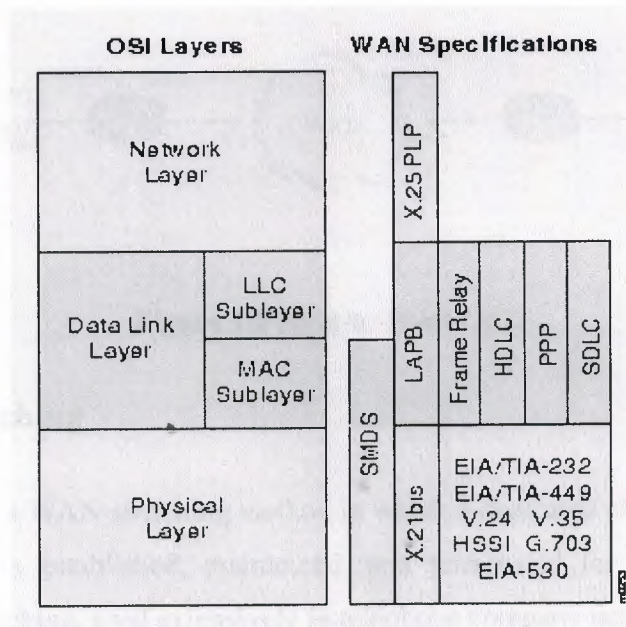 OSI Layers
WAN Specifications
Network
Layer
Data Link
Layer
LLC
Sublayer
MAC
Sublayer
Physical
Layer
X.25 PLP
LAPB
Frame Relay
HDLC
PPP
SDLC
SMDS
X.21bis
EIA/TIA-232
EIA/TIA-449
V.24 V.35
HSSI G.703
EIA-530